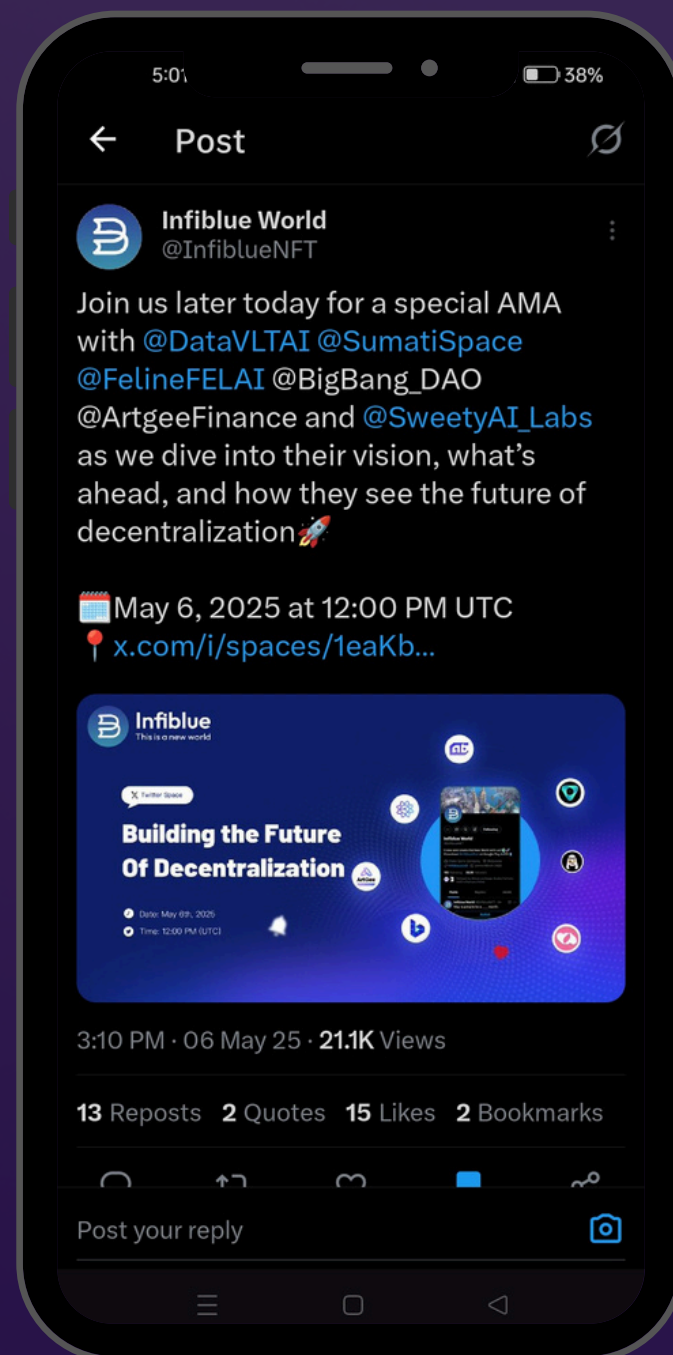 5:01
38%
Post
Infiblue World
@InfiblueNFT
Join us later today for a special AMA
with @DataVLTAI @SumatiSpace
@FelineFELAI @BigBang_DAO
@ArtgeeFinance and @SweetyAI_Labs
as we dive into their vision, what's
ahead, and how they see the future of
decentralization🚀
🗓️May 6, 2025 at 12:00 PM UTC
📍x.com/i/spaces/1eaKb...
Infiblue
This is a new world
X Twitter Space
Building the Future
Of Decentralization
ArtGee
Date: May 6th, 2025
Time: 12:00 PM (UTC)
Following
Infiblue World
3:10 PM · 06 May 25 · 21.1K Views
13 Reposts 2 Quotes 15 Likes 2 Bookmarks
Post your reply